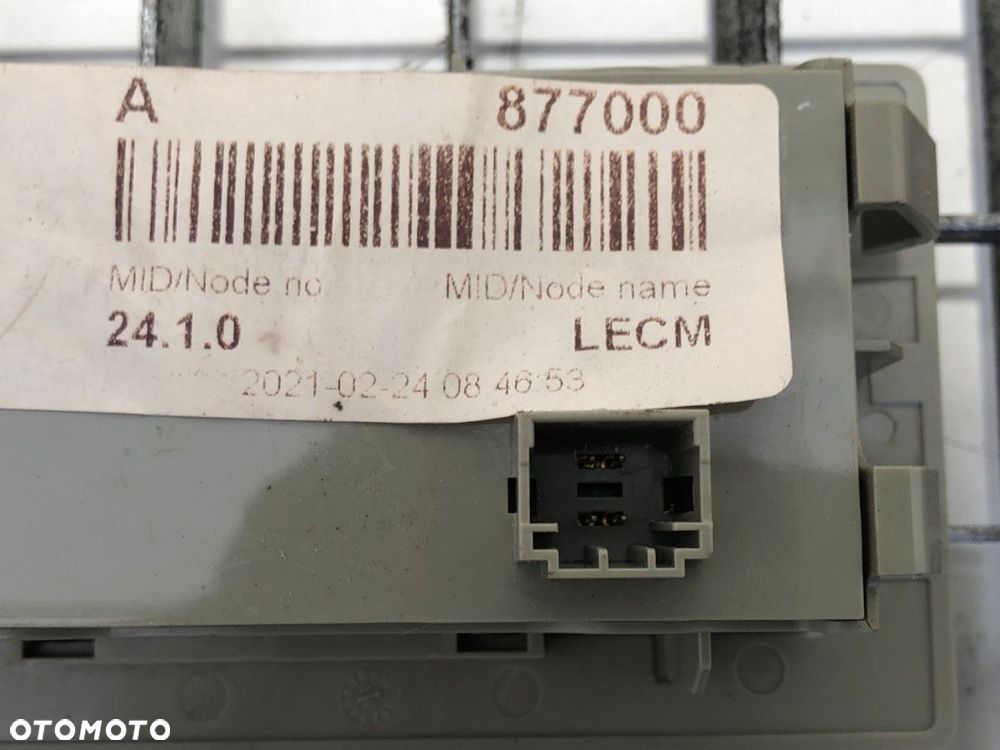 A 877000
MID/Node no MID/Node name
24.1.0 LECM
2021-02-24 08:46:53
OTOMOTO